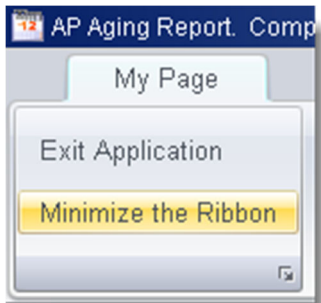 AP Aging Report. Comp
My Page
Exit Application
Minimize the Ribbon